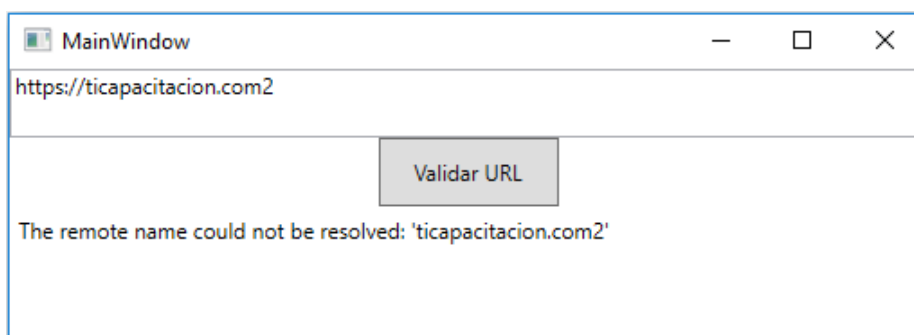 MainWindow
https://ticapacitacion.com2
Validar URL
The remote name could not be resolved: 'ticapacitacion.com2'